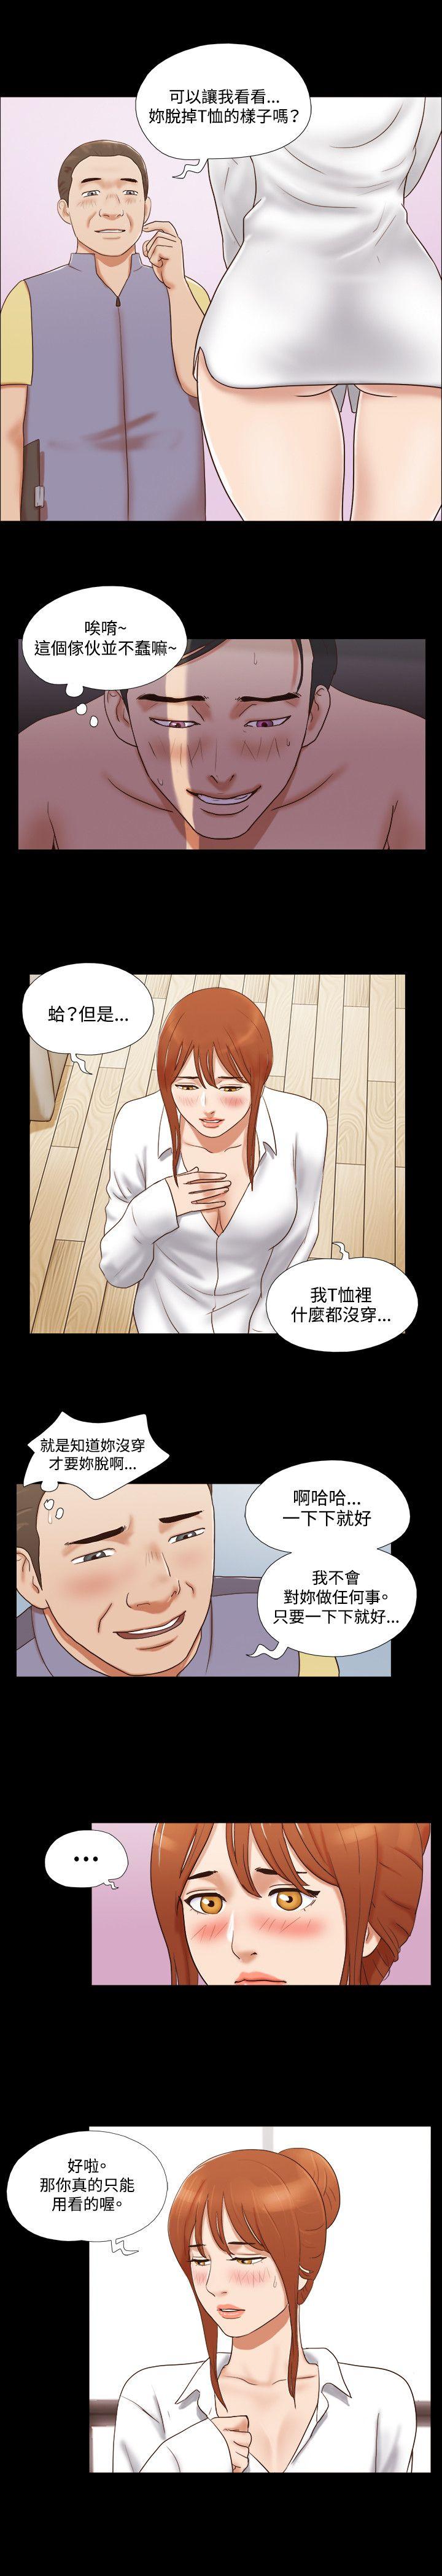 可以讓我看看...
妳脫掉T恤的樣子嗎？
唉唷~
這個傢伙並不蠢嘛~
蛤？但是...
我T恤裡
什麼都沒穿...
就是知道妳沒穿
才要妳脫啊...
啊哈哈...
一下下就好
我不會
對妳做任何事。
只要一下下就好...
...
好啦。
那你真的只能
用看的喔。